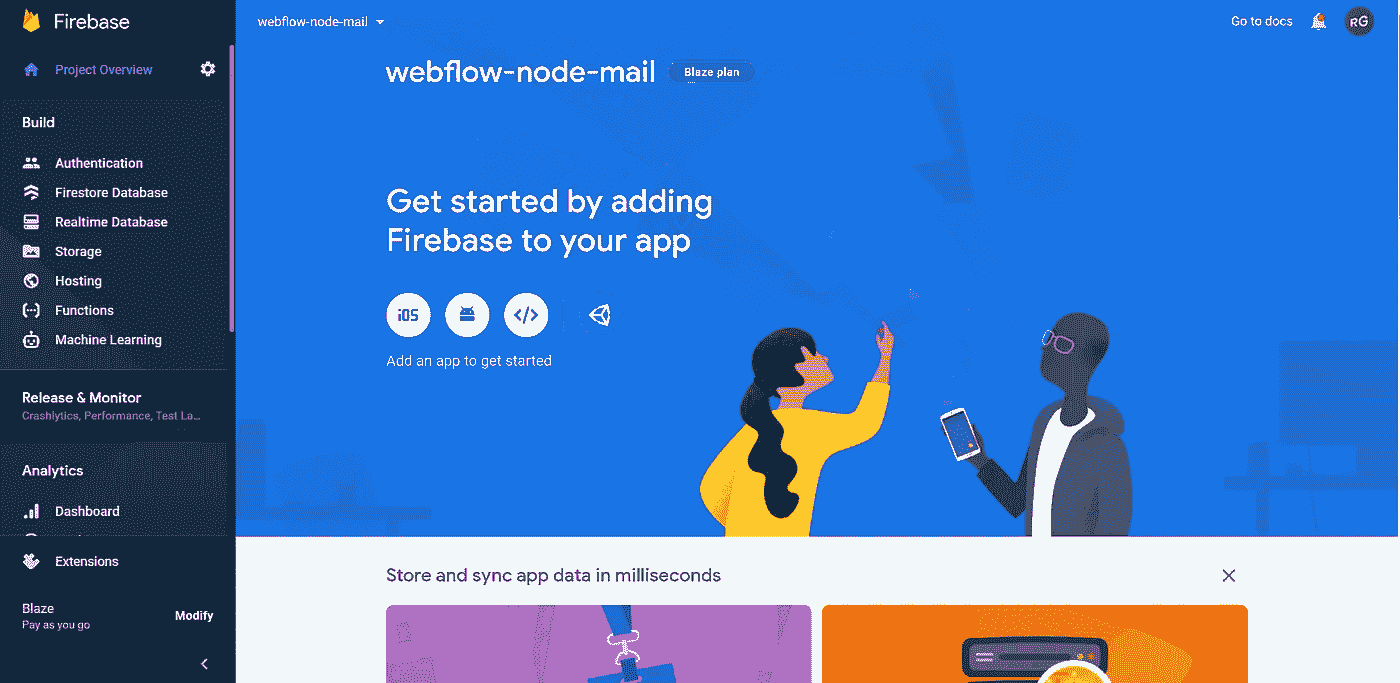 Firebase
Project Overview
Build
Authentication
Firestore Database
Realtime Database
Storage
Hosting
Functions
Machine Learning
Release & Monitor
Crashlytics, Performance, Test La...
Analytics
Dashboard
Extensions
Blaze
Pay as you go
Modify
webflow-node-mail
Go to docs
RG
webflow-node-mail
Blaze plan
Get started by adding
Firebase to your app
iOS
Add an app to get started
Store and sync app data in milliseconds